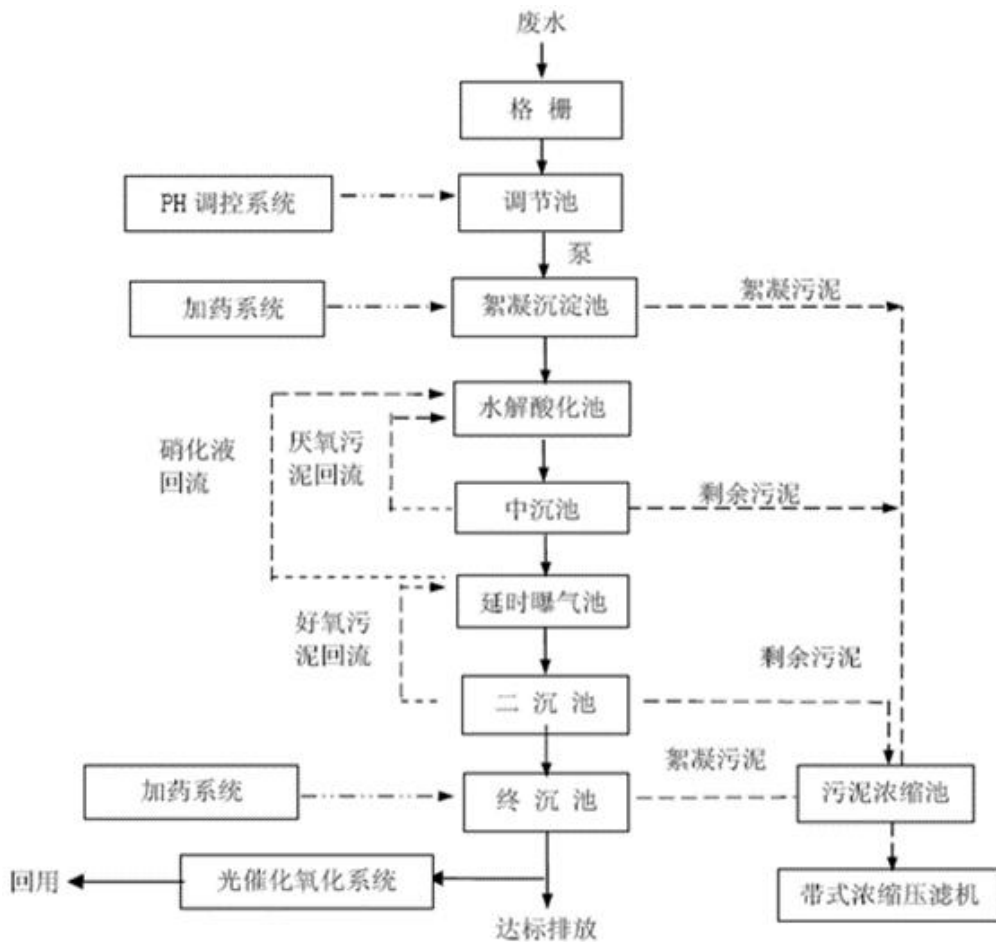 废水
格 栅
PH 调控系统
调节池
泵
加药系统
絮凝沉淀池
絮凝污泥
水解酸化池
硝化液
回流
厌氧污
泥回流
中沉池
剩余污泥
延时曝气池
好氧污
泥回流
剩余污泥
二 沉 池
絮凝污泥
加药系统
终 沉 池
污泥浓缩池
回用
光催化氧化系统
带式浓缩压滤机
达标排放